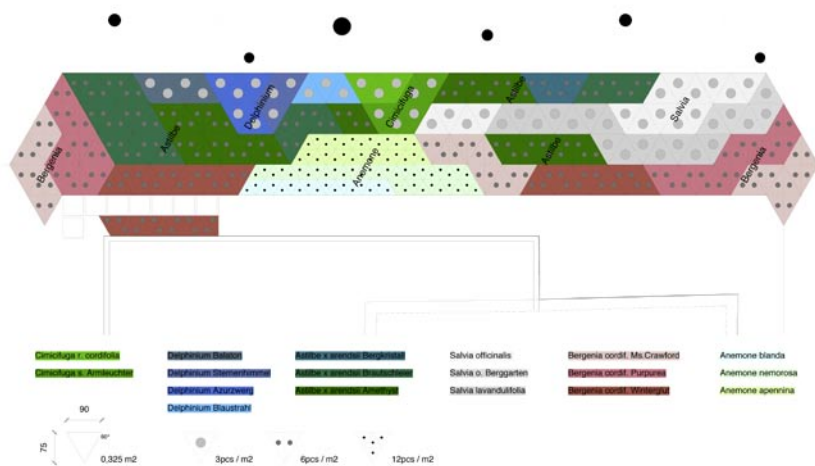 Astilbe
Delphinium
Cimicifuga
Astilbe
Salvia
Bergenia
Anemone
Astilbe
Bergenia
Cimicifuga r. cordifolia
Delphinium Balaton
Astilbe x arendsii Bergkristall
Salvia officinalis
Bergenia cordif. Ms.Crawford
Anemone blanda
Cimicifuga s. Armleuchter
Delphinium Sternenhimmel
Astilbe x arendsii Brautschleier
Salvia o. Berggarten
Bergenia cordif. Purpurea
Anemone nemorosa
Delphinium Azurzwerg
Astilbe x arendsii Amethyst
Salvia lavandulifolia
Bergenia cordif. Winterglut
Anemone apennina
Delphinium Blaustrahl
90
75
0,325 m2
3pcs / m2
6pcs / m2
12pcs / m2